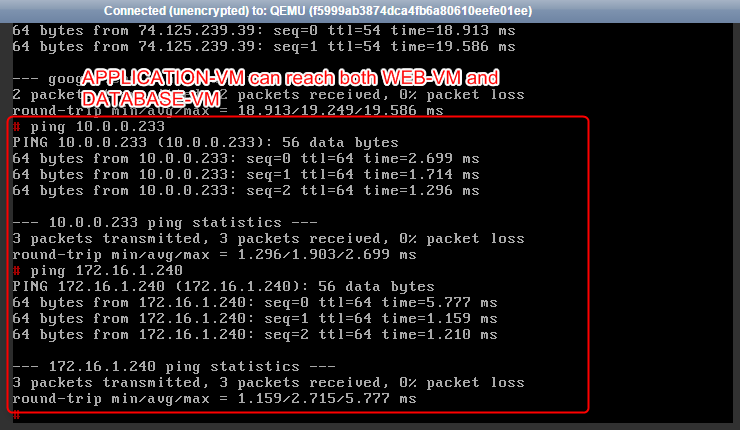 Connected (unencrypted) to: QEMU (f5999ab3874dca4fb6a80610eefe01ee)
64 bytes from 74.125.239.39: seq=0 ttl=54 time=18.913 ms
64 bytes from 74.125.239.39: seq=1 ttl=54 time=19.586 ms
--- goog
APPLICATION-VM can reach both WEB-VM and
DATABASE-VM
2 packets 2 packets received, 0% packet loss
round-trip min/avg/max = 18.913/19.249/19.586 ms
# ping 10.0.0.233
PING 10.0.0.233 (10.0.0.233): 56 data bytes
64 bytes from 10.0.0.233: seq=0 ttl=64 time=2.699 ms
64 bytes from 10.0.0.233: seq=1 ttl=64 time=1.714 ms
64 bytes from 10.0.0.233: seq=2 ttl=64 time=1.296 ms
--- 10.0.0.233 ping statistics ---
3 packets transmitted, 3 packets received, 0% packet loss
round-trip min/avg/max = 1.296/1.903/2.699 ms
# ping 172.16.1.240
PING 172.16.1.240 (172.16.1.240): 56 data bytes
64 bytes from 172.16.1.240: seq=0 ttl=64 time=5.777 ms
64 bytes from 172.16.1.240: seq=1 ttl=64 time=1.159 ms
64 bytes from 172.16.1.240: seq=2 ttl=64 time=1.210 ms
--- 172.16.1.240 ping statistics ---
3 packets transmitted, 3 packets received, 0% packet loss
round-trip min/avg/max = 1.159/2.715/5.777 ms
#